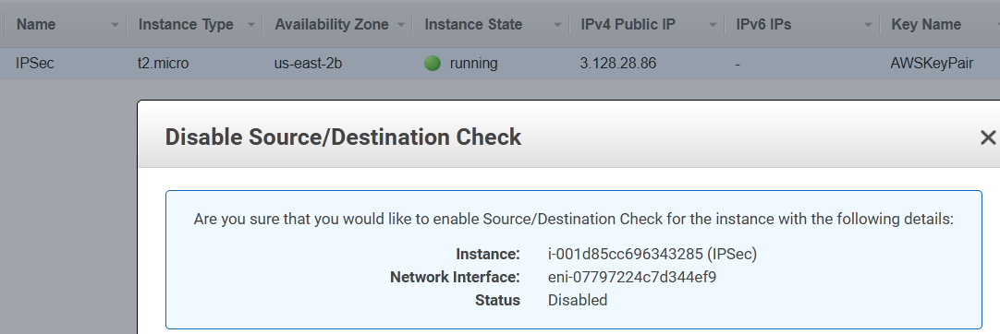 Name Instance Type Availability Zone Instance State IPv4 Public IP IPv6 IPs Key Name
IPSec t2.micro us-east-2b running 3.128.28.86 - AWSKeyPair
Disable Source/Destination Check
Are you sure that you would like to enable Source/Destination Check for the instance with the following details:
Instance: i-001d85cc696343285 (IPSec)
Network Interface: eni-07797224c7d344ef9
Status Disabled